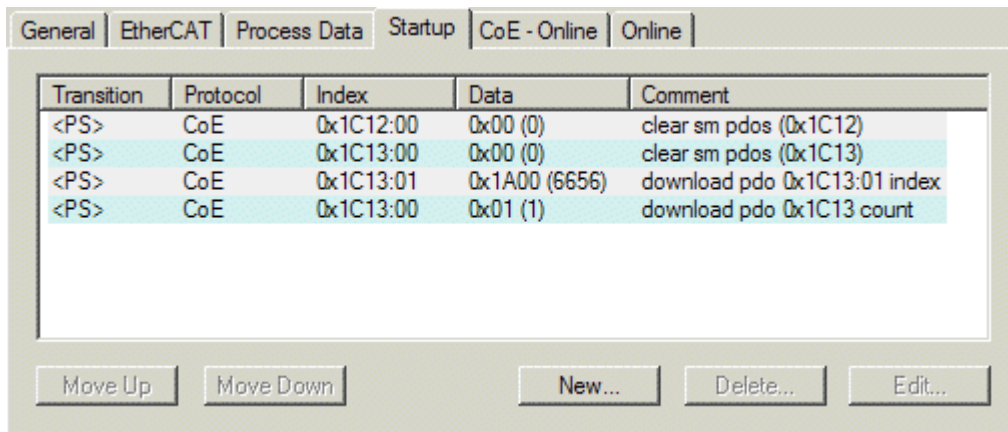 General EtherCAT Process Data Startup CoE - Online Online
Transition Protocol Index Data Comment
<PS> CoE 0x1C12:00 0x00 (0) clear sm pdos (0x1C12)
<PS> CoE 0x1C13:00 0x00 (0) clear sm pdos (0x1C13)
<PS> CoE 0x1C13:01 0x1A00 (6656) download pdo 0x1C13:01 index
<PS> CoE 0x1C13:00 0x01 (1) download pdo 0x1C13 count
Move Up Move Down New... Delete... Edit...